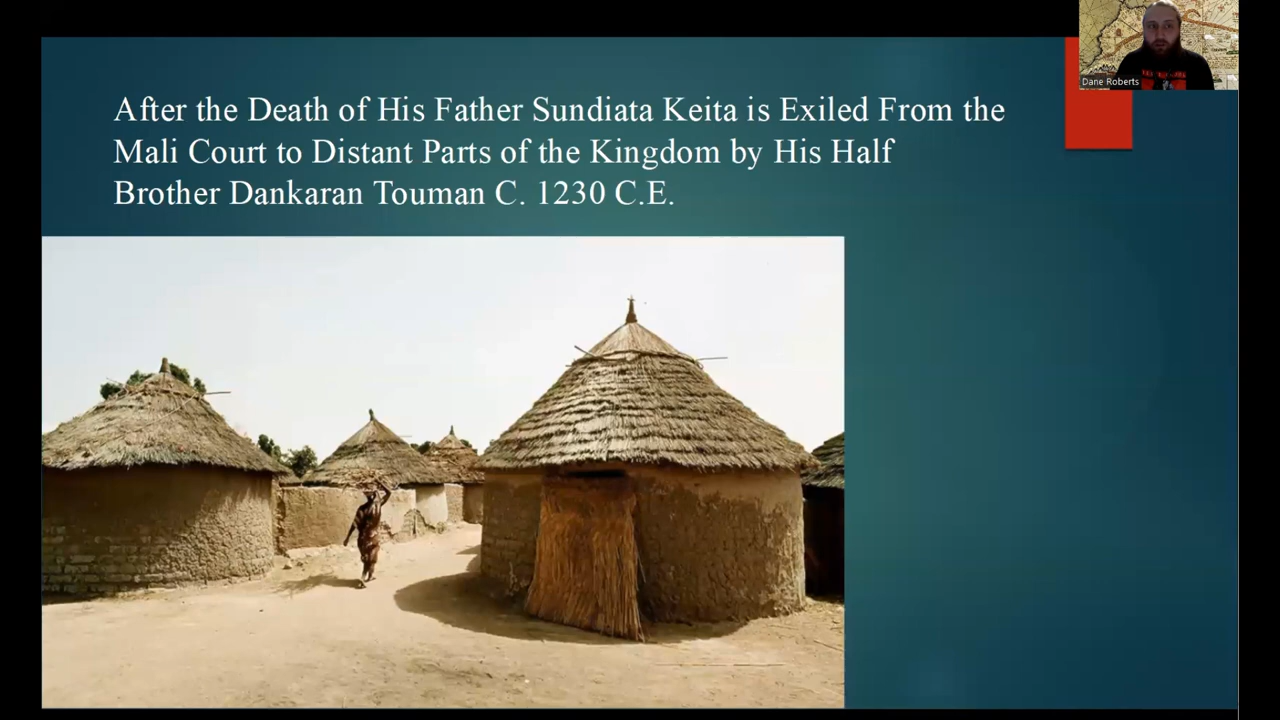 After the Death of His Father Sundiata Keita is Exiled From the
Mali Court to Distant Parts of the Kingdom by His Half
Brother Dankaran Touman C. 1230 C.E.
Dane Roberts